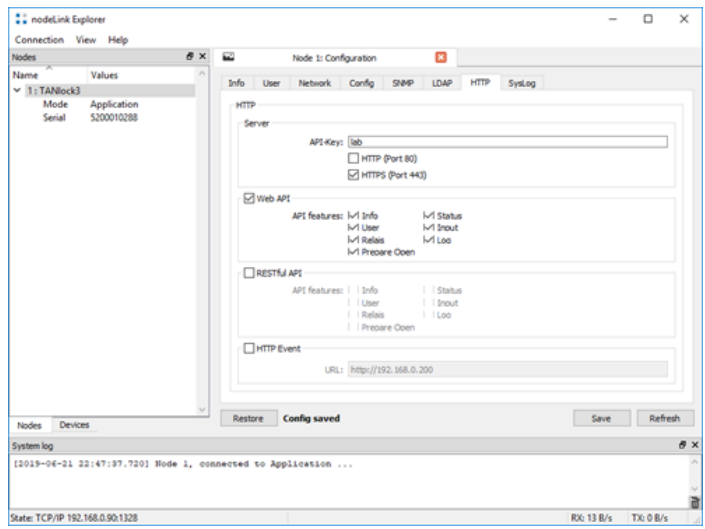 nodeLink Explorer
Connection View Help
Nodes
Node 1: Configuration
Name Values
1: TANlock3
Mode Application
Serial 5200010288
Info User Network Config SNMP LDAP HTTP SysLog
HTTP
Server
API-Key: lab
HTTP (Port 80)
HTTPS (Port 443)
Web API
API features: Info Status
User Input
Relais Log
Prepare Open
RESTful API
API features: Info Status
User Input
Relais Log
Prepare Open
HTTP Event
URL: http://192.168.0.200
Restore Config saved Save Refresh
Nodes Devices
System log
[2019-06-21 22:47:37.720] Node 1, connected to Application ...
State: TCP/IP 192.168.0.90:1328 RX: 13 B/s TX: 0 B/s